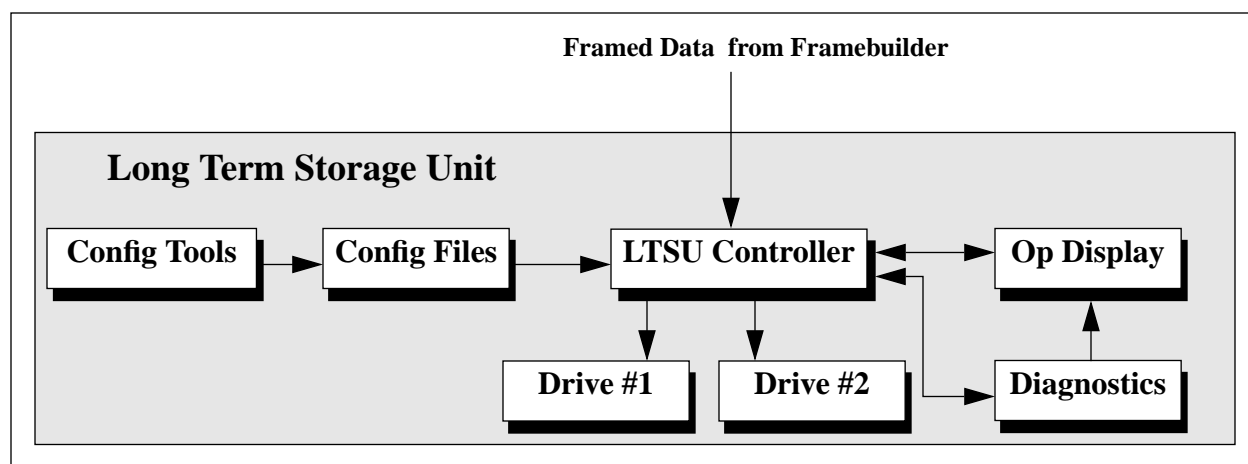 Framed Data from Framebuilder
Long Term Storage Unit
Config Tools
Config Files
LTSU Controller
Op Display
Drive #1
Drive #2
Diagnostics